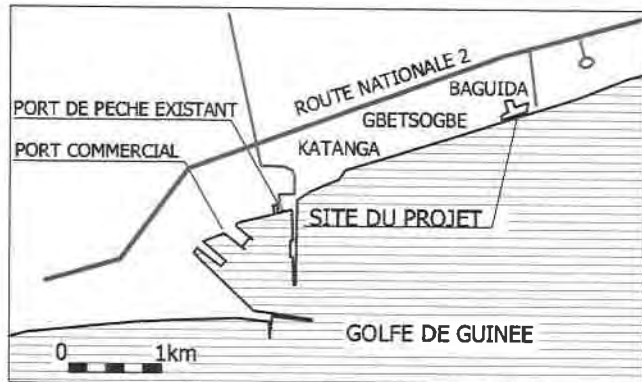 ROUTE NATIONALE 2
BAGUIDA
PORT DE PECHE EXISTANT
GBETSOGBE
PORT COMMERCIAL
KATANGA
SITE DU PROJET
GOLFE DE GUINEE
0 1km